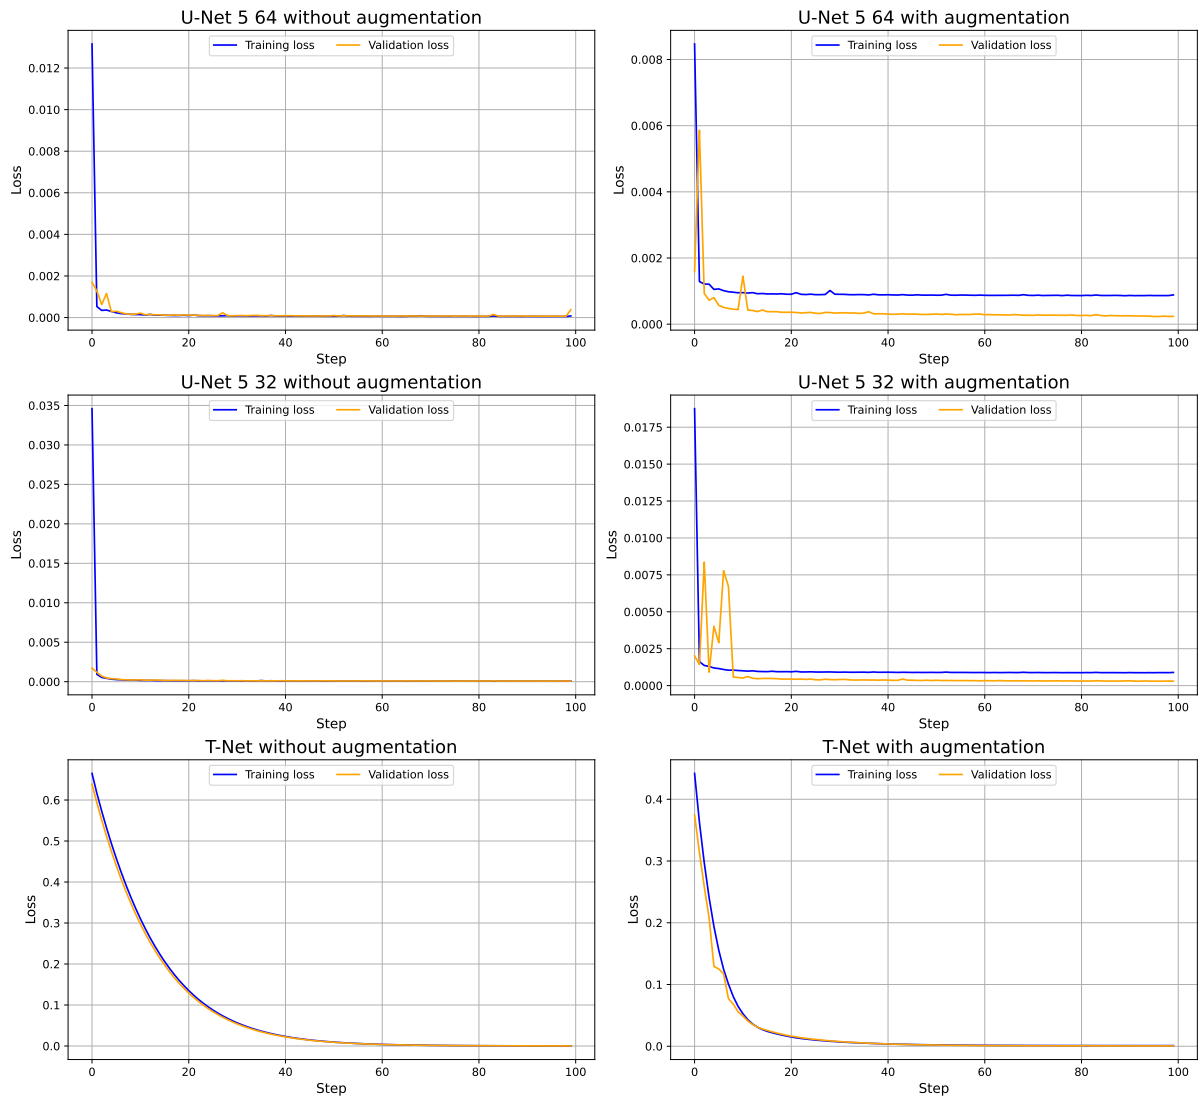 U-Net 5 64 without augmentation
Training loss Validation loss
0.012
0.010
0.008
0.006
0.004
0.002
0.000
Loss
0 20 40 60 80 100
Step
U-Net 5 64 with augmentation
Training loss Validation loss
0.008
0.006
0.004
0.002
0.000
Loss
0 20 40 60 80 100
Step
U-Net 5 32 without augmentation
Training loss Validation loss
0.035
0.030
0.025
0.020
0.015
0.010
0.005
0.000
Loss
0 20 40 60 80 100
Step
U-Net 5 32 with augmentation
Training loss Validation loss
0.0175
0.0150
0.0125
0.0100
0.0075
0.0050
0.0025
0.0000
Loss
0 20 40 60 80 100
Step
T-Net without augmentation
Training loss Validation loss
0.6
0.5
0.4
0.3
0.2
0.1
0.0
Loss
0 20 40 60 80 100
Step
T-Net with augmentation
Training loss Validation loss
0.4
0.3
0.2
0.1
0.0
Loss
0 20 40 60 80 100
Step